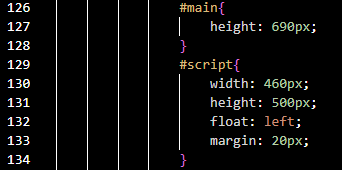 126 #main{
127 height: 690px;
128 }
129 #script{
130 width: 460px;
131 height: 500px;
132 float: left;
133 margin: 20px;
134 }